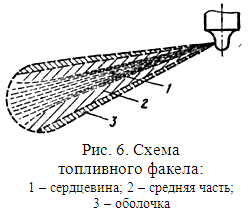 1
2
3
Рис. 6. Схема
топливного факела:
1 – сердцевина; 2 – средняя часть;
3 – оболочка